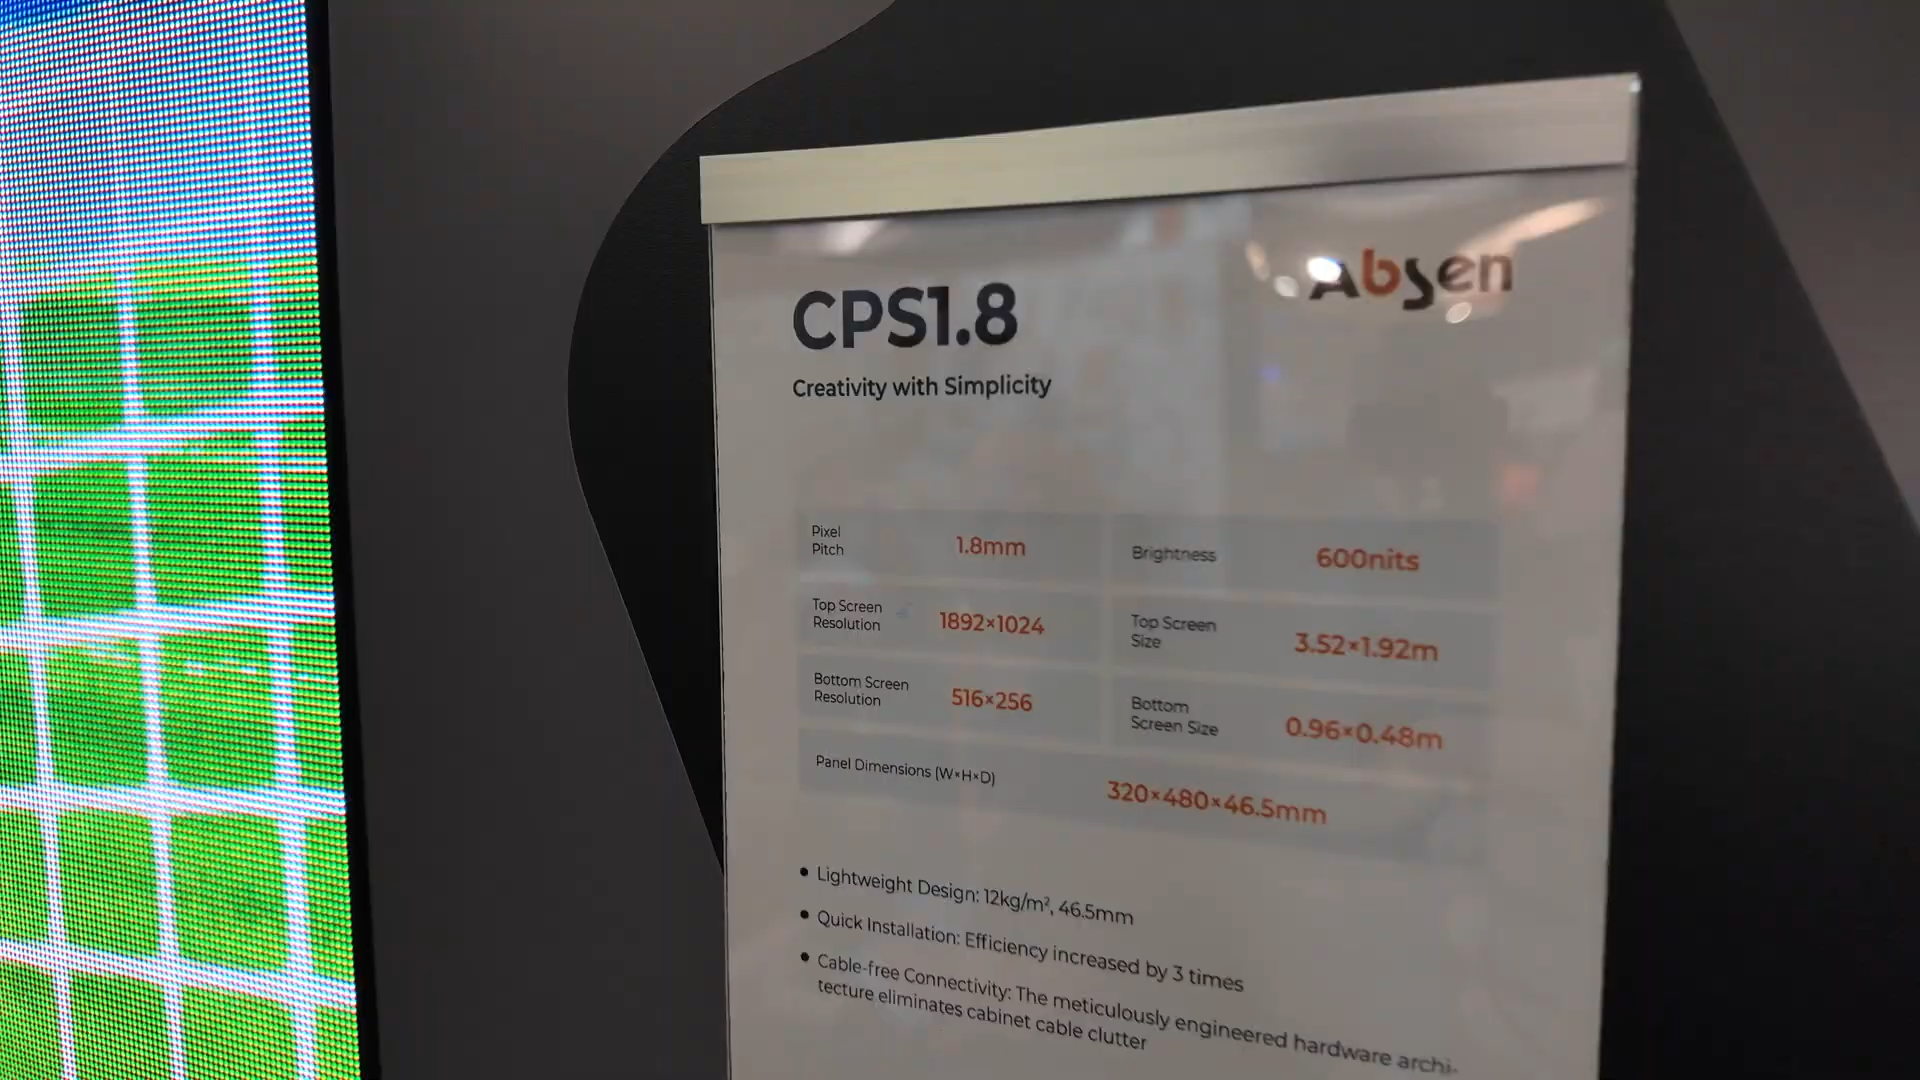 Absen
CPS1.8
Creativity with Simplicity
Pixel
Pitch
1.8mm
Brightness
600nits
Top Screen
Resolution
1892×1024
Top Screen
Size
3.52×1.92m
Bottom Screen
Resolution
516×256
Bottom
Screen Size
0.96×0.48m
Panel Dimensions (W×H×D)
320×480×46.5mm
• Lightweight Design: 12kg/m², 46.5mm
• Quick Installation: Efficiency increased by 3 times
• Cable-free Connectivity: The meticulously engineered hardware archi-
tecture eliminates cabinet cable clutter